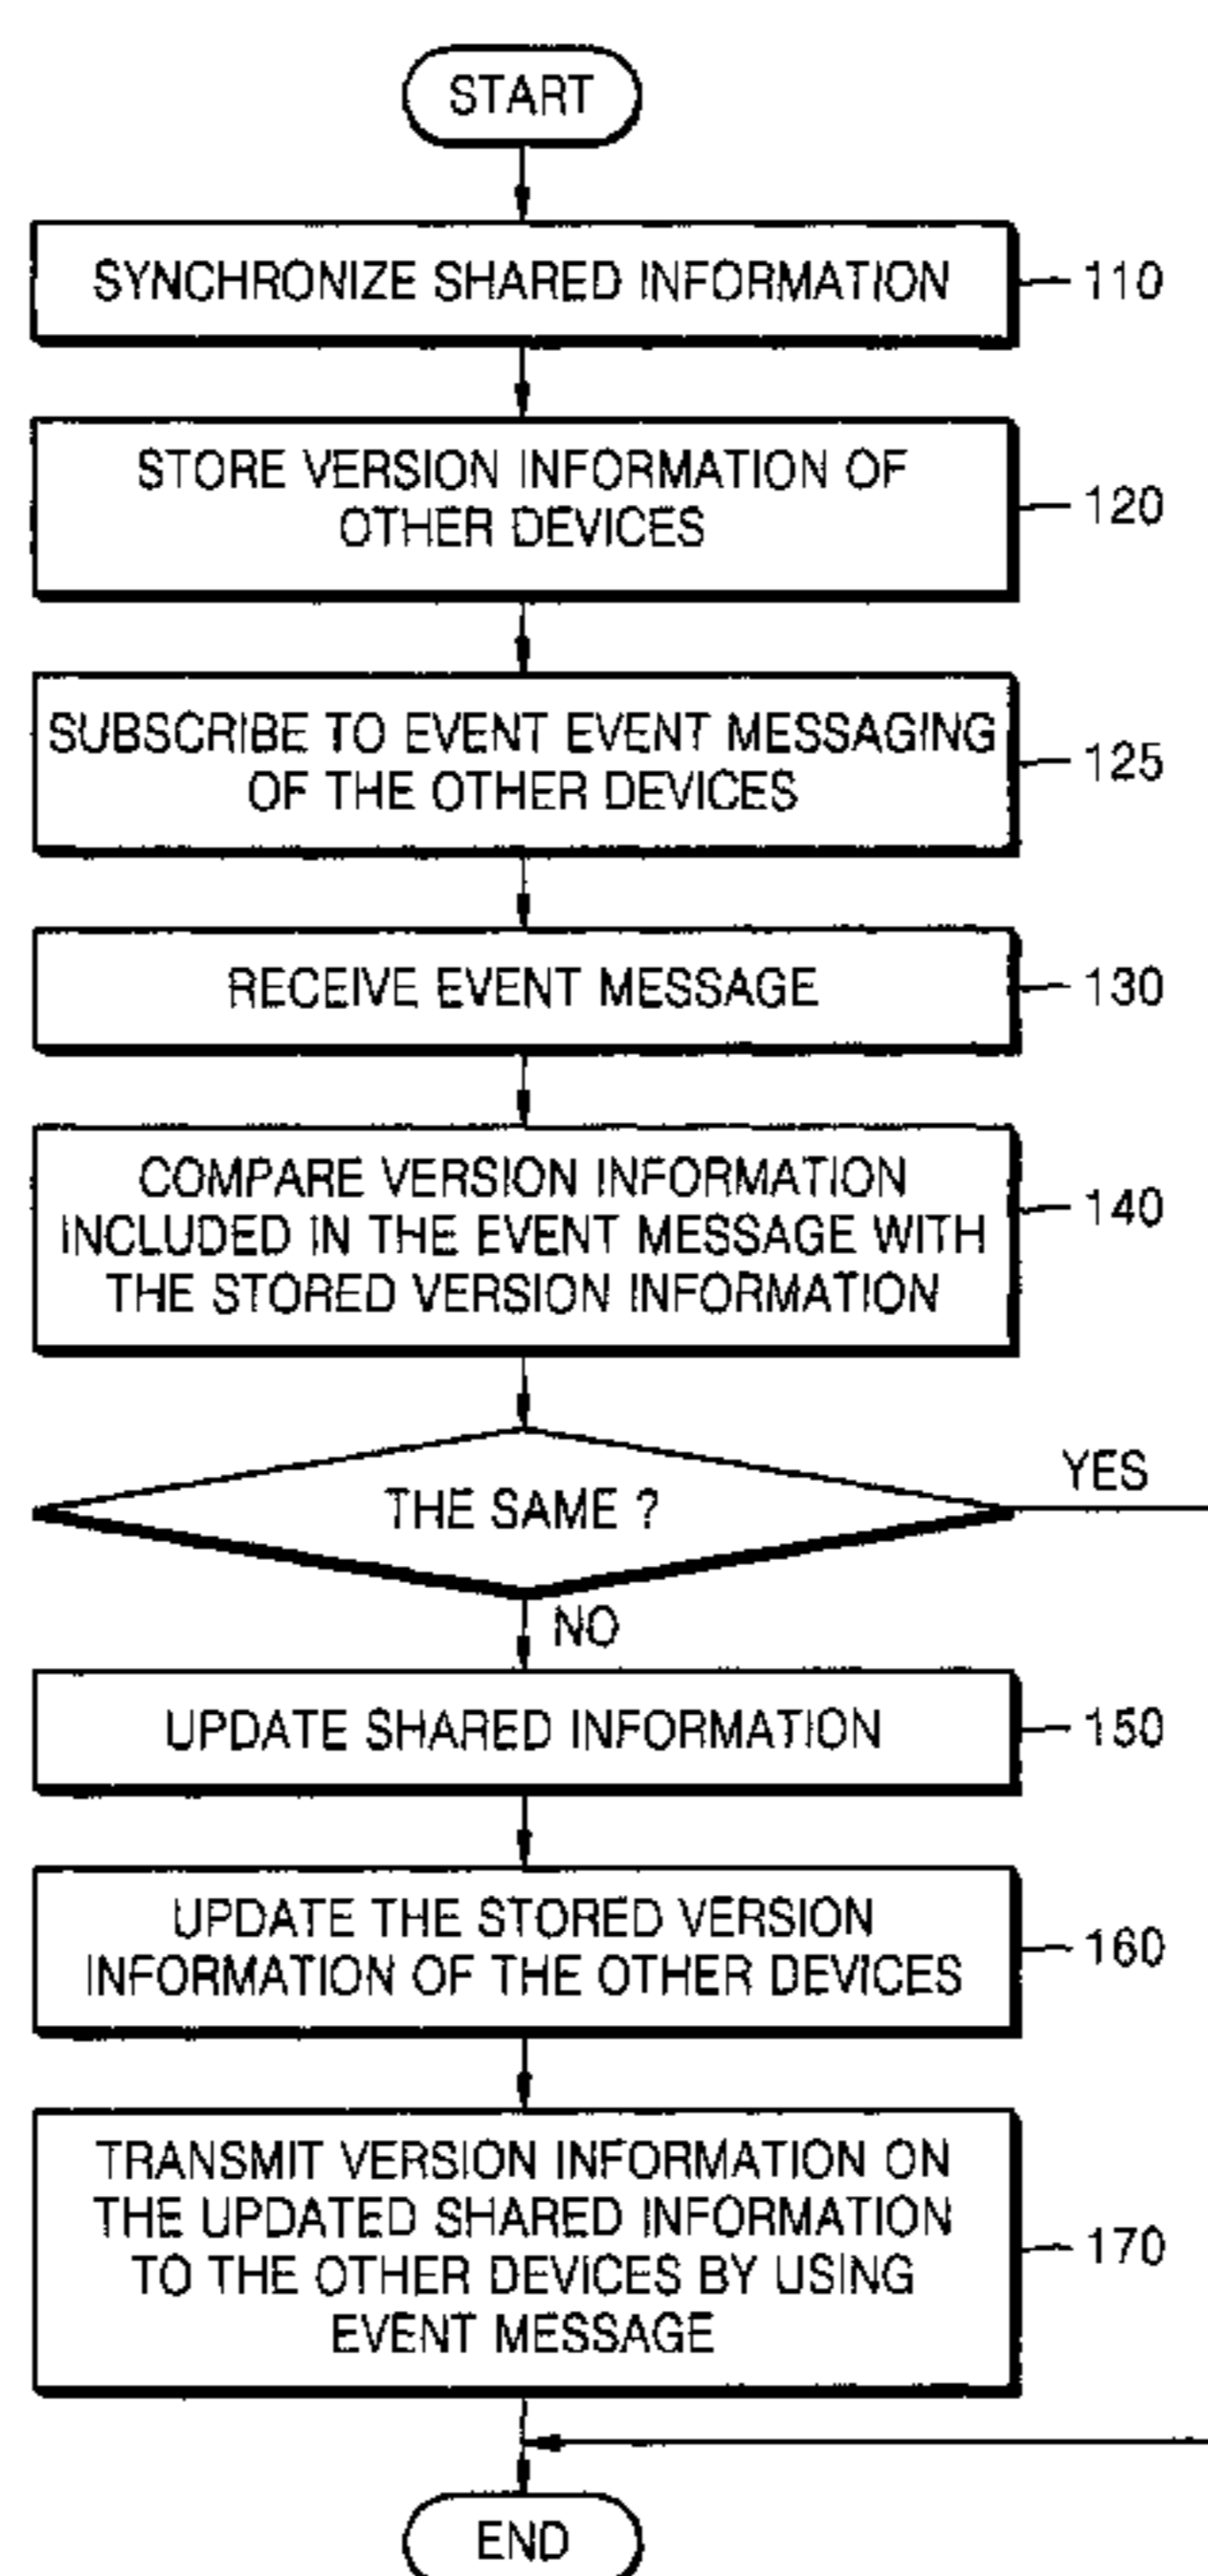 START
SYNCHRONIZE SHARED INFORMATION
110
STORE VERSION INFORMATION OF
OTHER DEVICES
120
SUBSCRIBE TO EVENT EVENT MESSAGING
OF THE OTHER DEVICES
125
RECEIVE EVENT MESSAGE
130
COMPARE VERSION INFORMATION
INCLUDED IN THE EVENT MESSAGE WITH
THE STORED VERSION INFORMATION
140
THE SAME ?
YES
NO
UPDATE SHARED INFORMATION
150
UPDATE THE STORED VERSION
INFORMATION OF THE OTHER DEVICES
160
TRANSMIT VERSION INFORMATION ON
THE UPDATED SHARED INFORMATION
TO THE OTHER DEVICES BY USING
EVENT MESSAGE
170
END